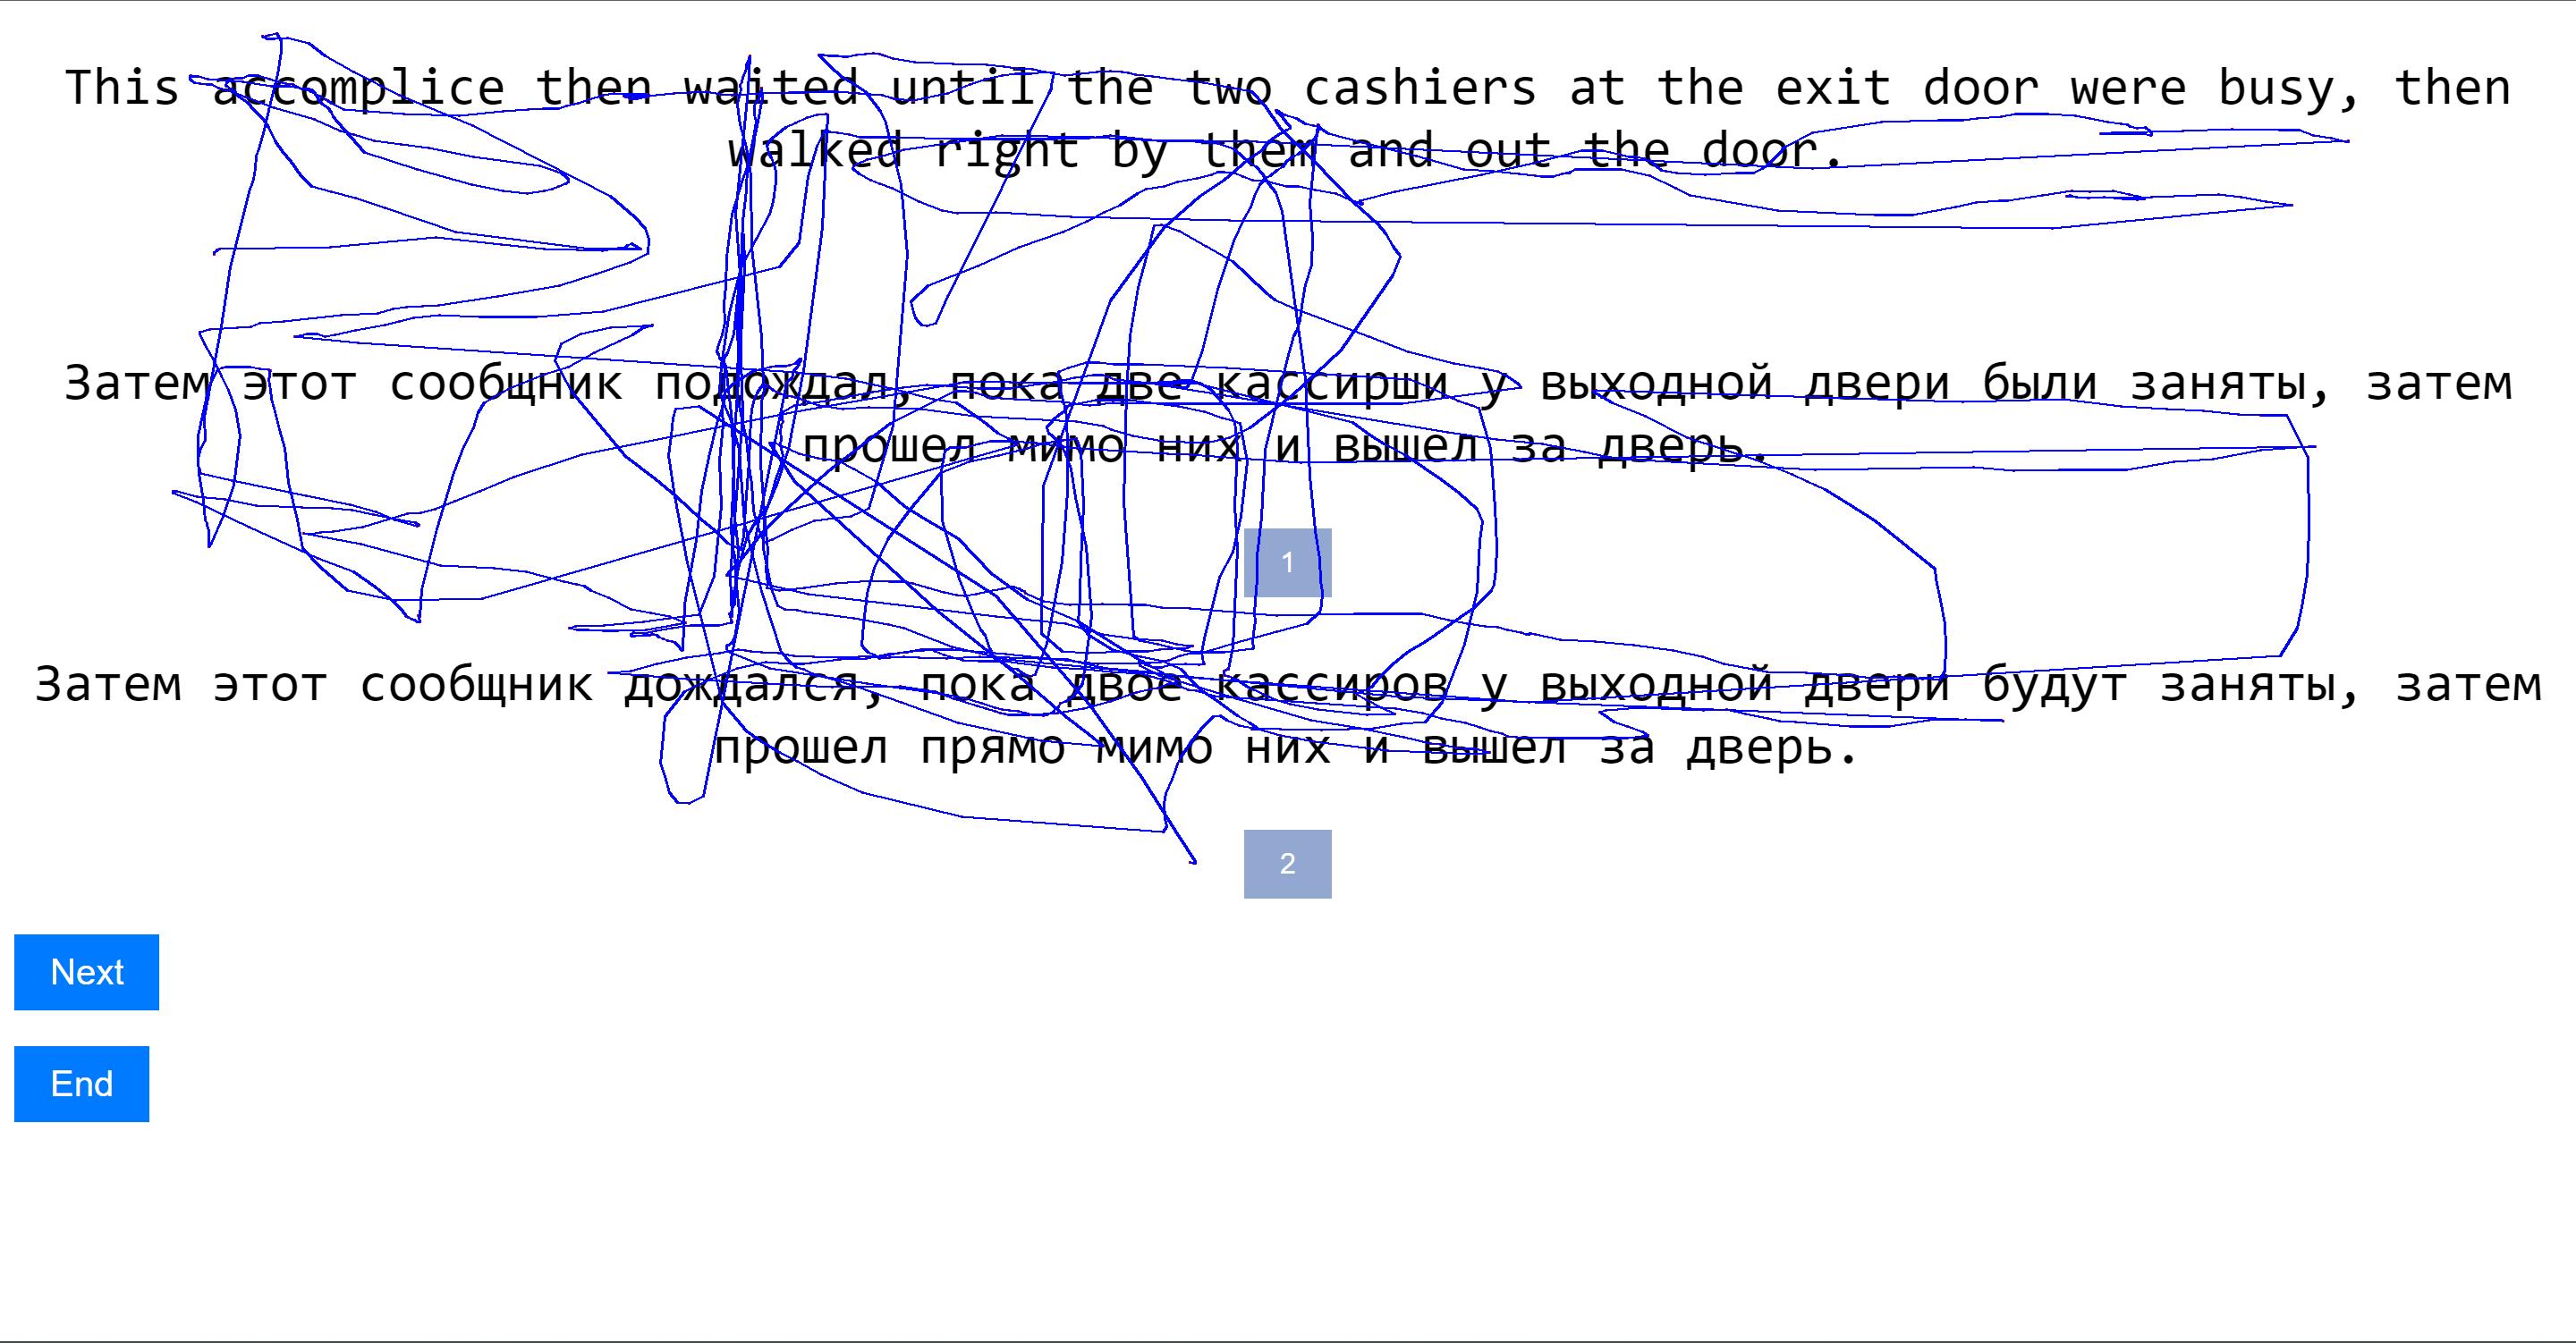 This accomplice then waited until the two cashiers at the exit door were busy, then
walked right by them and out the door.
Затем этот сообщник подождал, пока две кассирши у выходной двери были заняты, затем
прошел мимо них и вышел за дверь.
1
Затем этот сообщник дождался, пока двое кассиров у выходной двери будут заняты, затем
прошел прямо мимо них и вышел за дверь.
2
Next
End